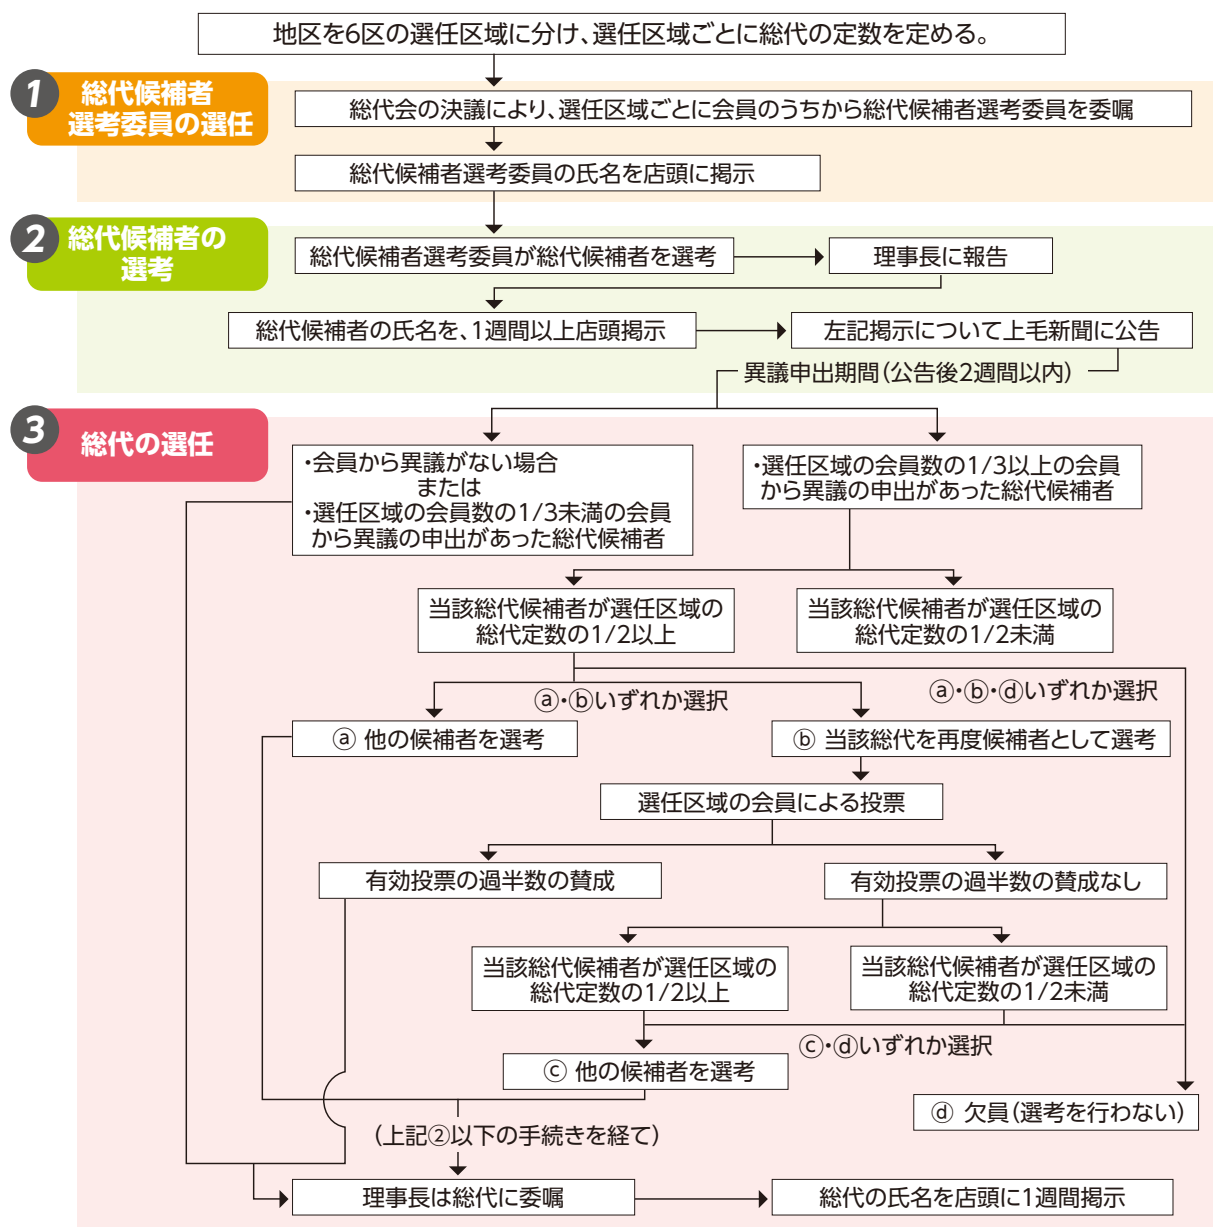 地区を6区の選任区域に分け、選任区域ごとに総代の定数を定める。
1
総代候補者
選考委員の選任
総代会の決議により、選任区域ごとに会員のうちから総代候補者選考委員を委嘱
総代候補者選考委員の氏名を店頭に掲示
2
総代候補者の
選考
総代候補者選考委員が総代候補者を選考
理事長に報告
総代候補者の氏名を、1週間以上店頭掲示
左記掲示について上毛新聞に公告
異議申出期間(公告後2週間以内)
3
総代の選任
・会員から異議がない場合
または
・選任区域の会員数の1/3未満の会員
から異議の申出があった総代候補者
・選任区域の会員数の1/3以上の会員
から異議の申出があった総代候補者
当該総代候補者が選任区域の
総代定数の1/2以上
当該総代候補者が選任区域の
総代定数の1/2未満
ⓐ・ⓑいずれか選択
ⓐ・ⓑ・ⓓいずれか選択
ⓐ 他の候補者を選考
ⓑ 当該総代を再度候補者として選考
選任区域の会員による投票
有効投票の過半数の賛成
有効投票の過半数の賛成なし
当該総代候補者が選任区域の
総代定数の1/2以上
当該総代候補者が選任区域の
総代定数の1/2未満
ⓒ・ⓓいずれか選択
ⓒ 他の候補者を選考
ⓓ 欠員(選考を行わない)
(上記②以下の手続きを経て)
理事長は総代に委嘱
総代の氏名を店頭に1週間掲示